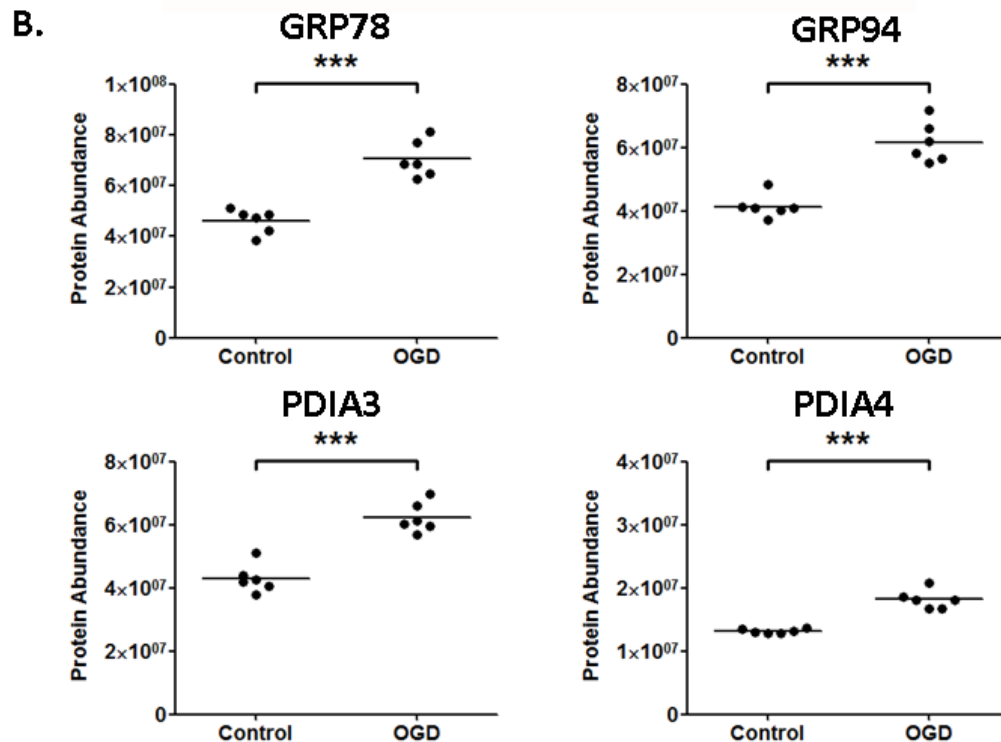 B.
GRP78
***
Protein Abundance
1×10⁰⁸
8×10⁰⁷
6×10⁰⁷
4×10⁰⁷
2×10⁰⁷
0
Control OGD
GRP94
***
Protein Abundance
8×10⁰⁷
6×10⁰⁷
4×10⁰⁷
2×10⁰⁷
0
Control OGD
PDIA3
***
Protein Abundance
8×10⁰⁷
6×10⁰⁷
4×10⁰⁷
2×10⁰⁷
0
Control OGD
PDIA4
***
Protein Abundance
4×10⁰⁷
3×10⁰⁷
2×10⁰⁷
1×10⁰⁷
0
Control OGD